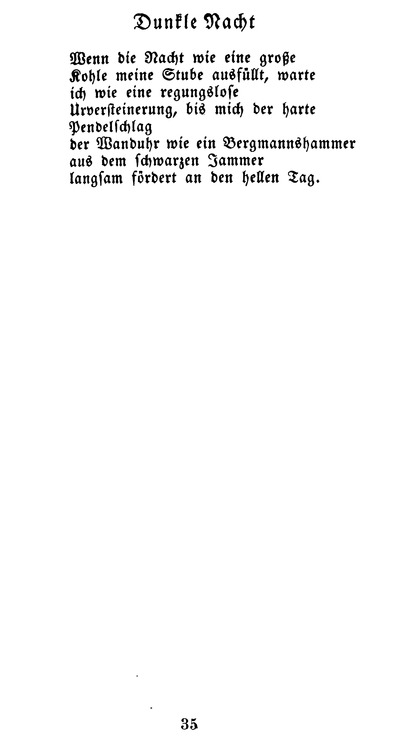 Dunkle Nacht
Wenn die Nacht wie eine große
Kohle meine Stube ausfüllt, warte
ich wie eine regungslose
Urversteinerung, bis mich der harte
Pendelschlag
der Wanduhr wie ein Bergmannshammer
aus dem schwarzen Jammer
langsam fördert an den hellen Tag.
35